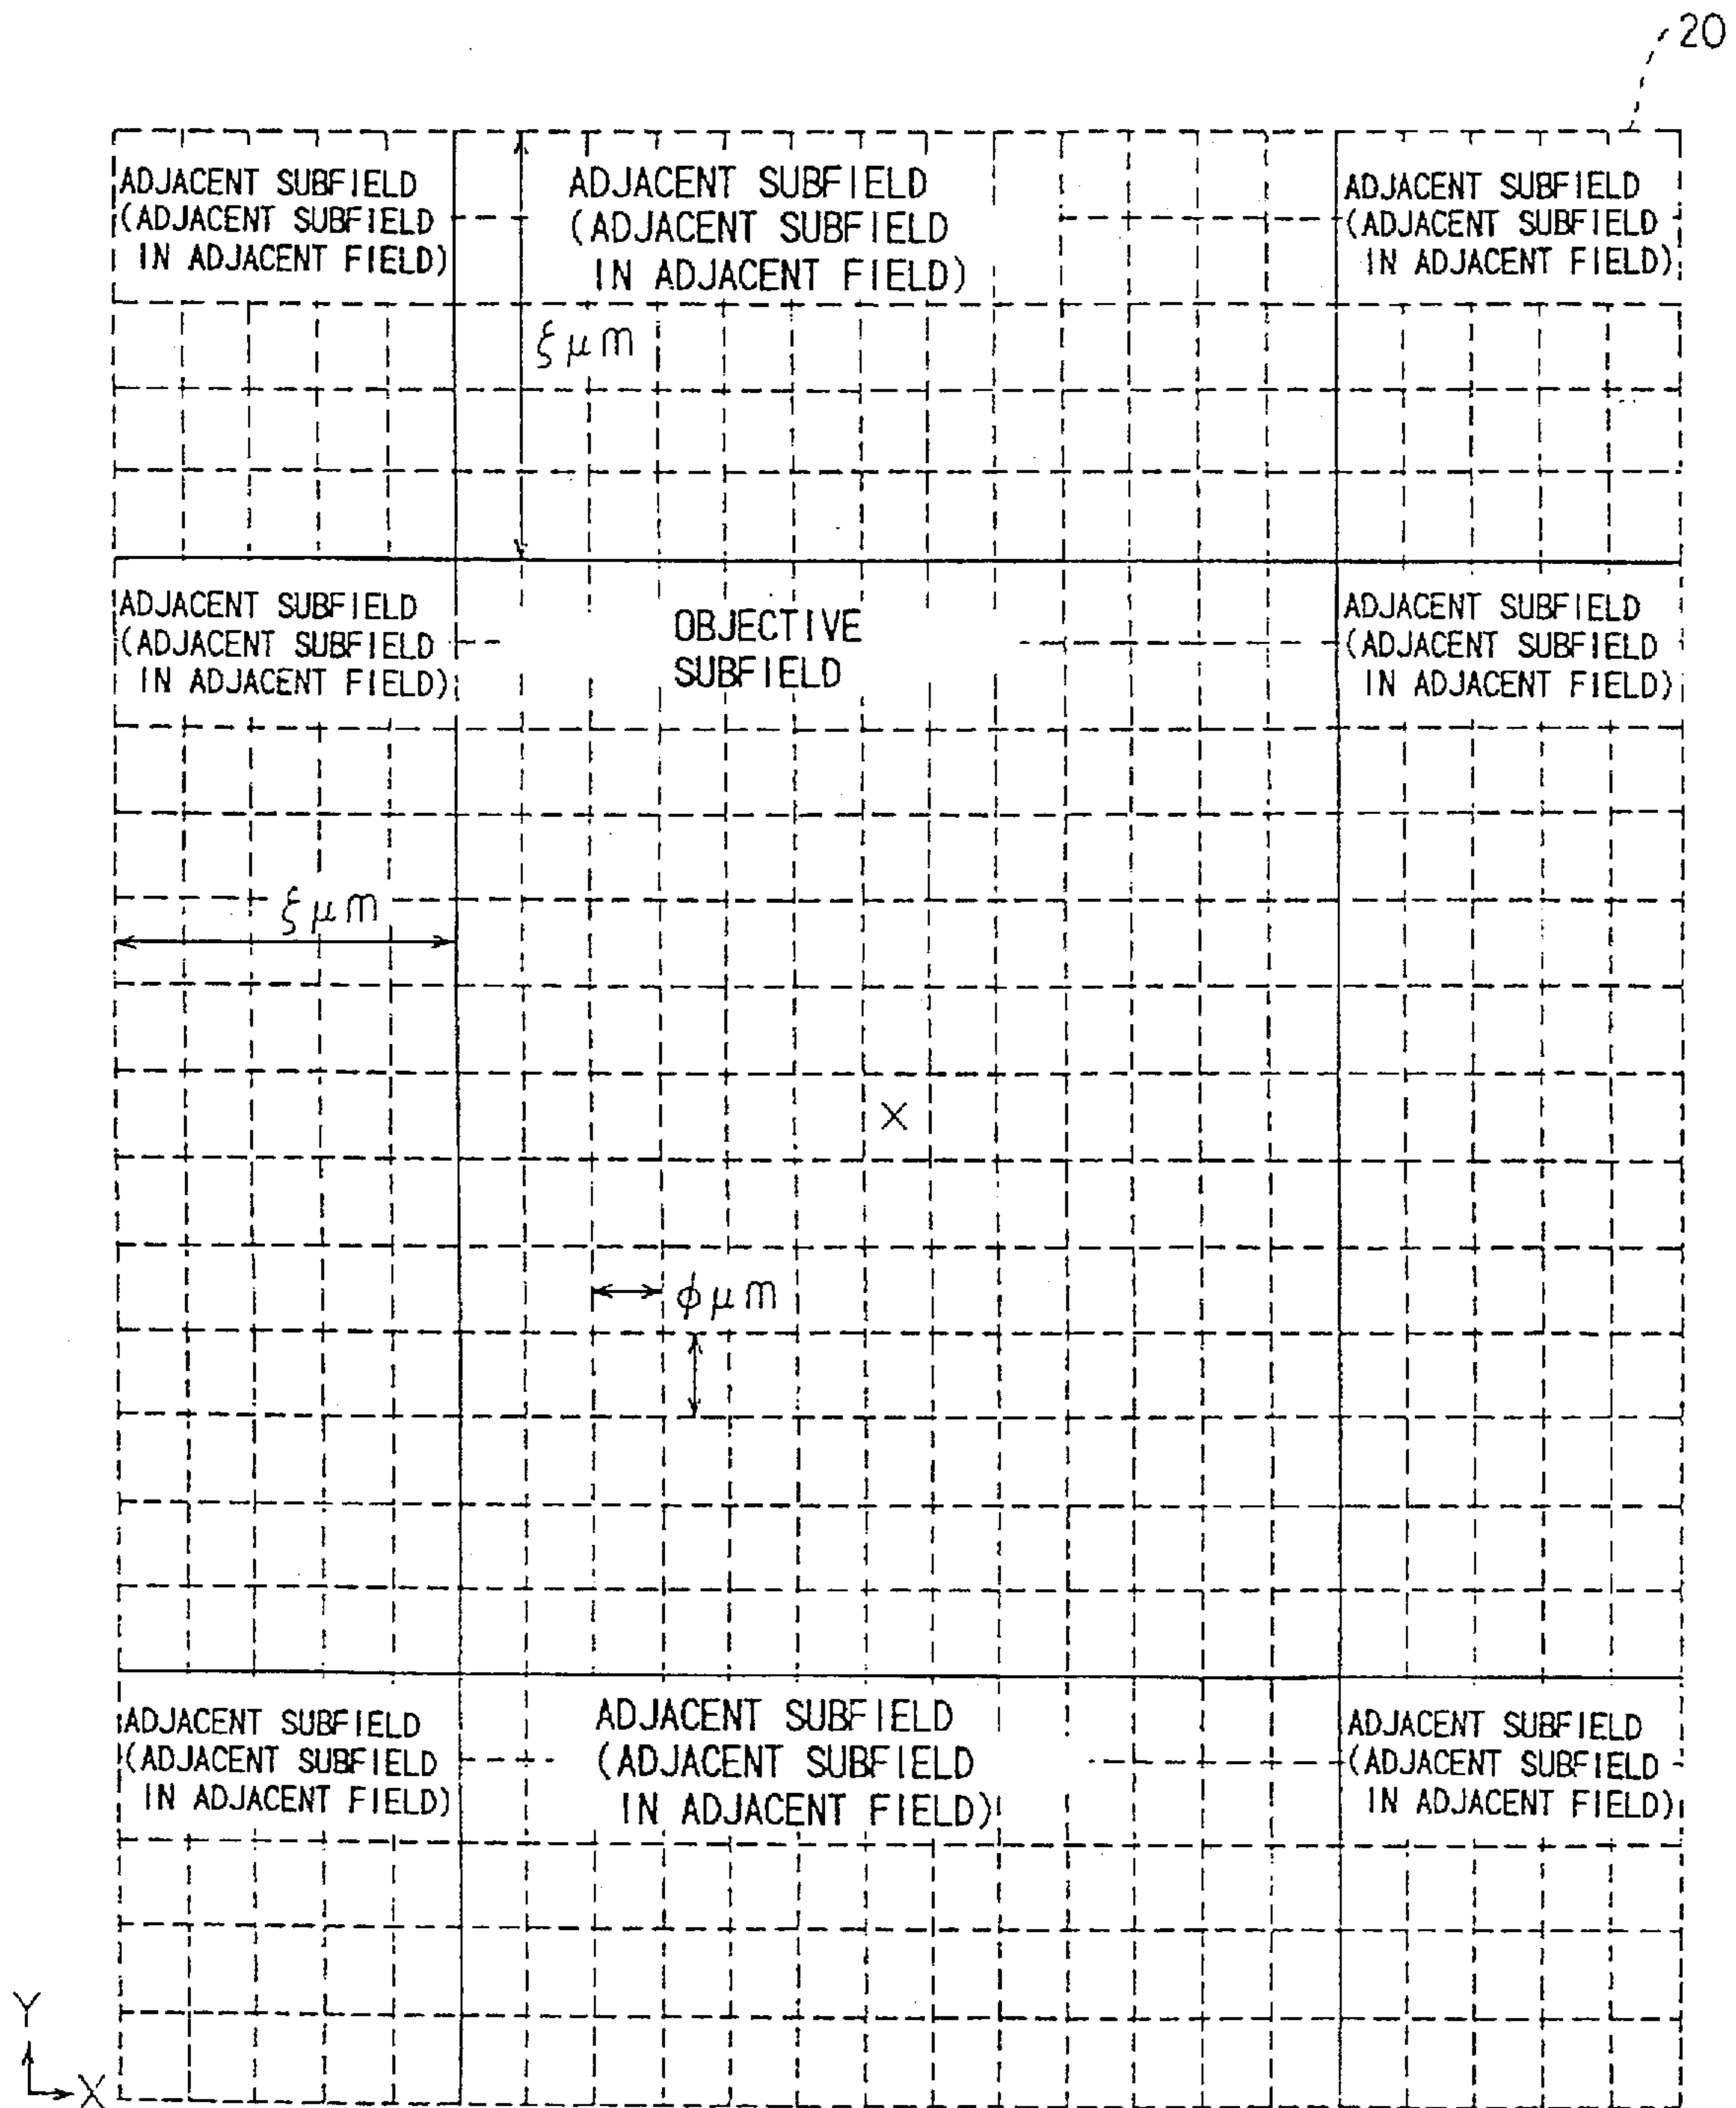 20
ADJACENT SUBFIELD
(ADJACENT SUBFIELD
IN ADJACENT FIELD)
ADJACENT SUBFIELD
(ADJACENT SUBFIELD
IN ADJACENT FIELD)
ADJACENT SUBFIELD
(ADJACENT SUBFIELD
IN ADJACENT FIELD)
ξμm
ADJACENT SUBFIELD
(ADJACENT SUBFIELD
IN ADJACENT FIELD)
OBJECTIVE
SUBFIELD
ADJACENT SUBFIELD
(ADJACENT SUBFIELD
IN ADJACENT FIELD)
ξμm
X
ϕμm
ADJACENT SUBFIELD
(ADJACENT SUBFIELD
IN ADJACENT FIELD)
ADJACENT SUBFIELD
(ADJACENT SUBFIELD
IN ADJACENT FIELD)
ADJACENT SUBFIELD
(ADJACENT SUBFIELD
IN ADJACENT FIELD)
Y
X